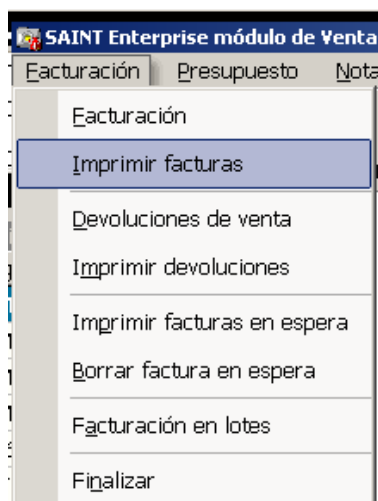 SAINT Enterprise módulo de Venta
Facturación Presupuesto Nota
Facturación
Imprimir facturas
Devoluciones de venta
Imprimir devoluciones
Imprimir facturas en espera
Borrar factura en espera
Facturación en lotes
Finalizar